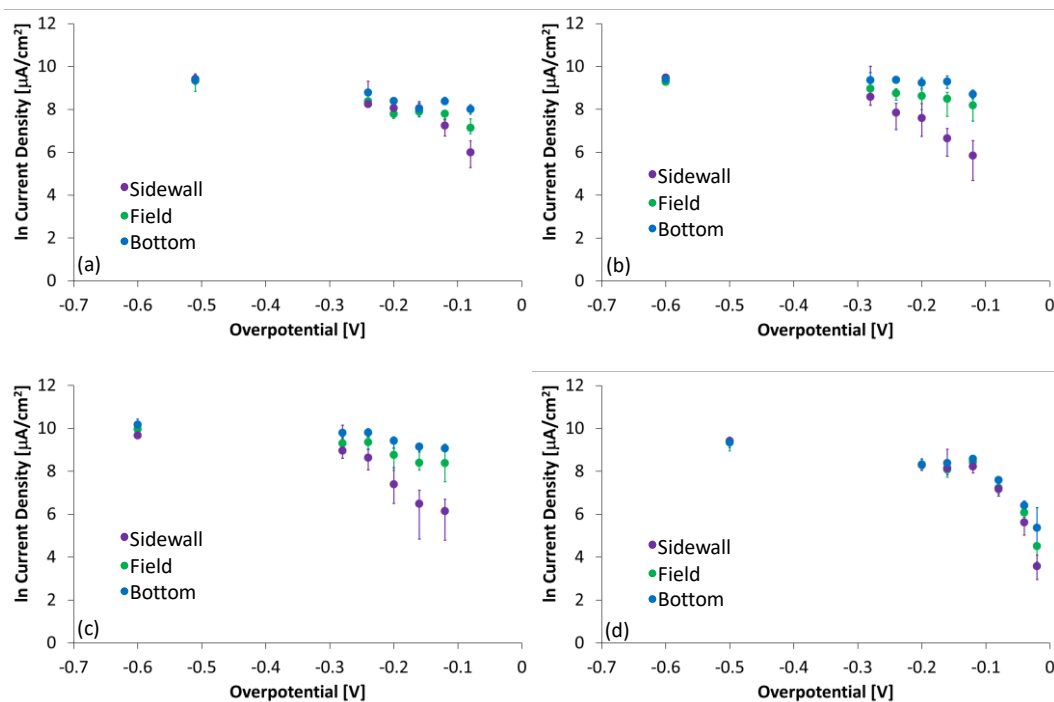 12
10
8
6
4
2
0
ln Current Density [µA/cm²]
Sidewall
Field
Bottom
(a)
-0.7 -0.6 -0.5 -0.4 -0.3 -0.2 -0.1 0
Overpotential [V]
12
10
8
6
4
2
0
ln Current Density [µA/cm²]
Sidewall
Field
Bottom
(b)
-0.7 -0.6 -0.5 -0.4 -0.3 -0.2 -0.1 0
Overpotential [V]
12
10
8
6
4
2
0
ln Current Density [µA/cm²]
Sidewall
Field
Bottom
(c)
-0.7 -0.6 -0.5 -0.4 -0.3 -0.2 -0.1 0
Overpotential [V]
12
10
8
6
4
2
0
ln Current Density [µA/cm²]
Sidewall
Field
Bottom
(d)
-0.7 -0.6 -0.5 -0.4 -0.3 -0.2 -0.1 0
Overpotential [V]